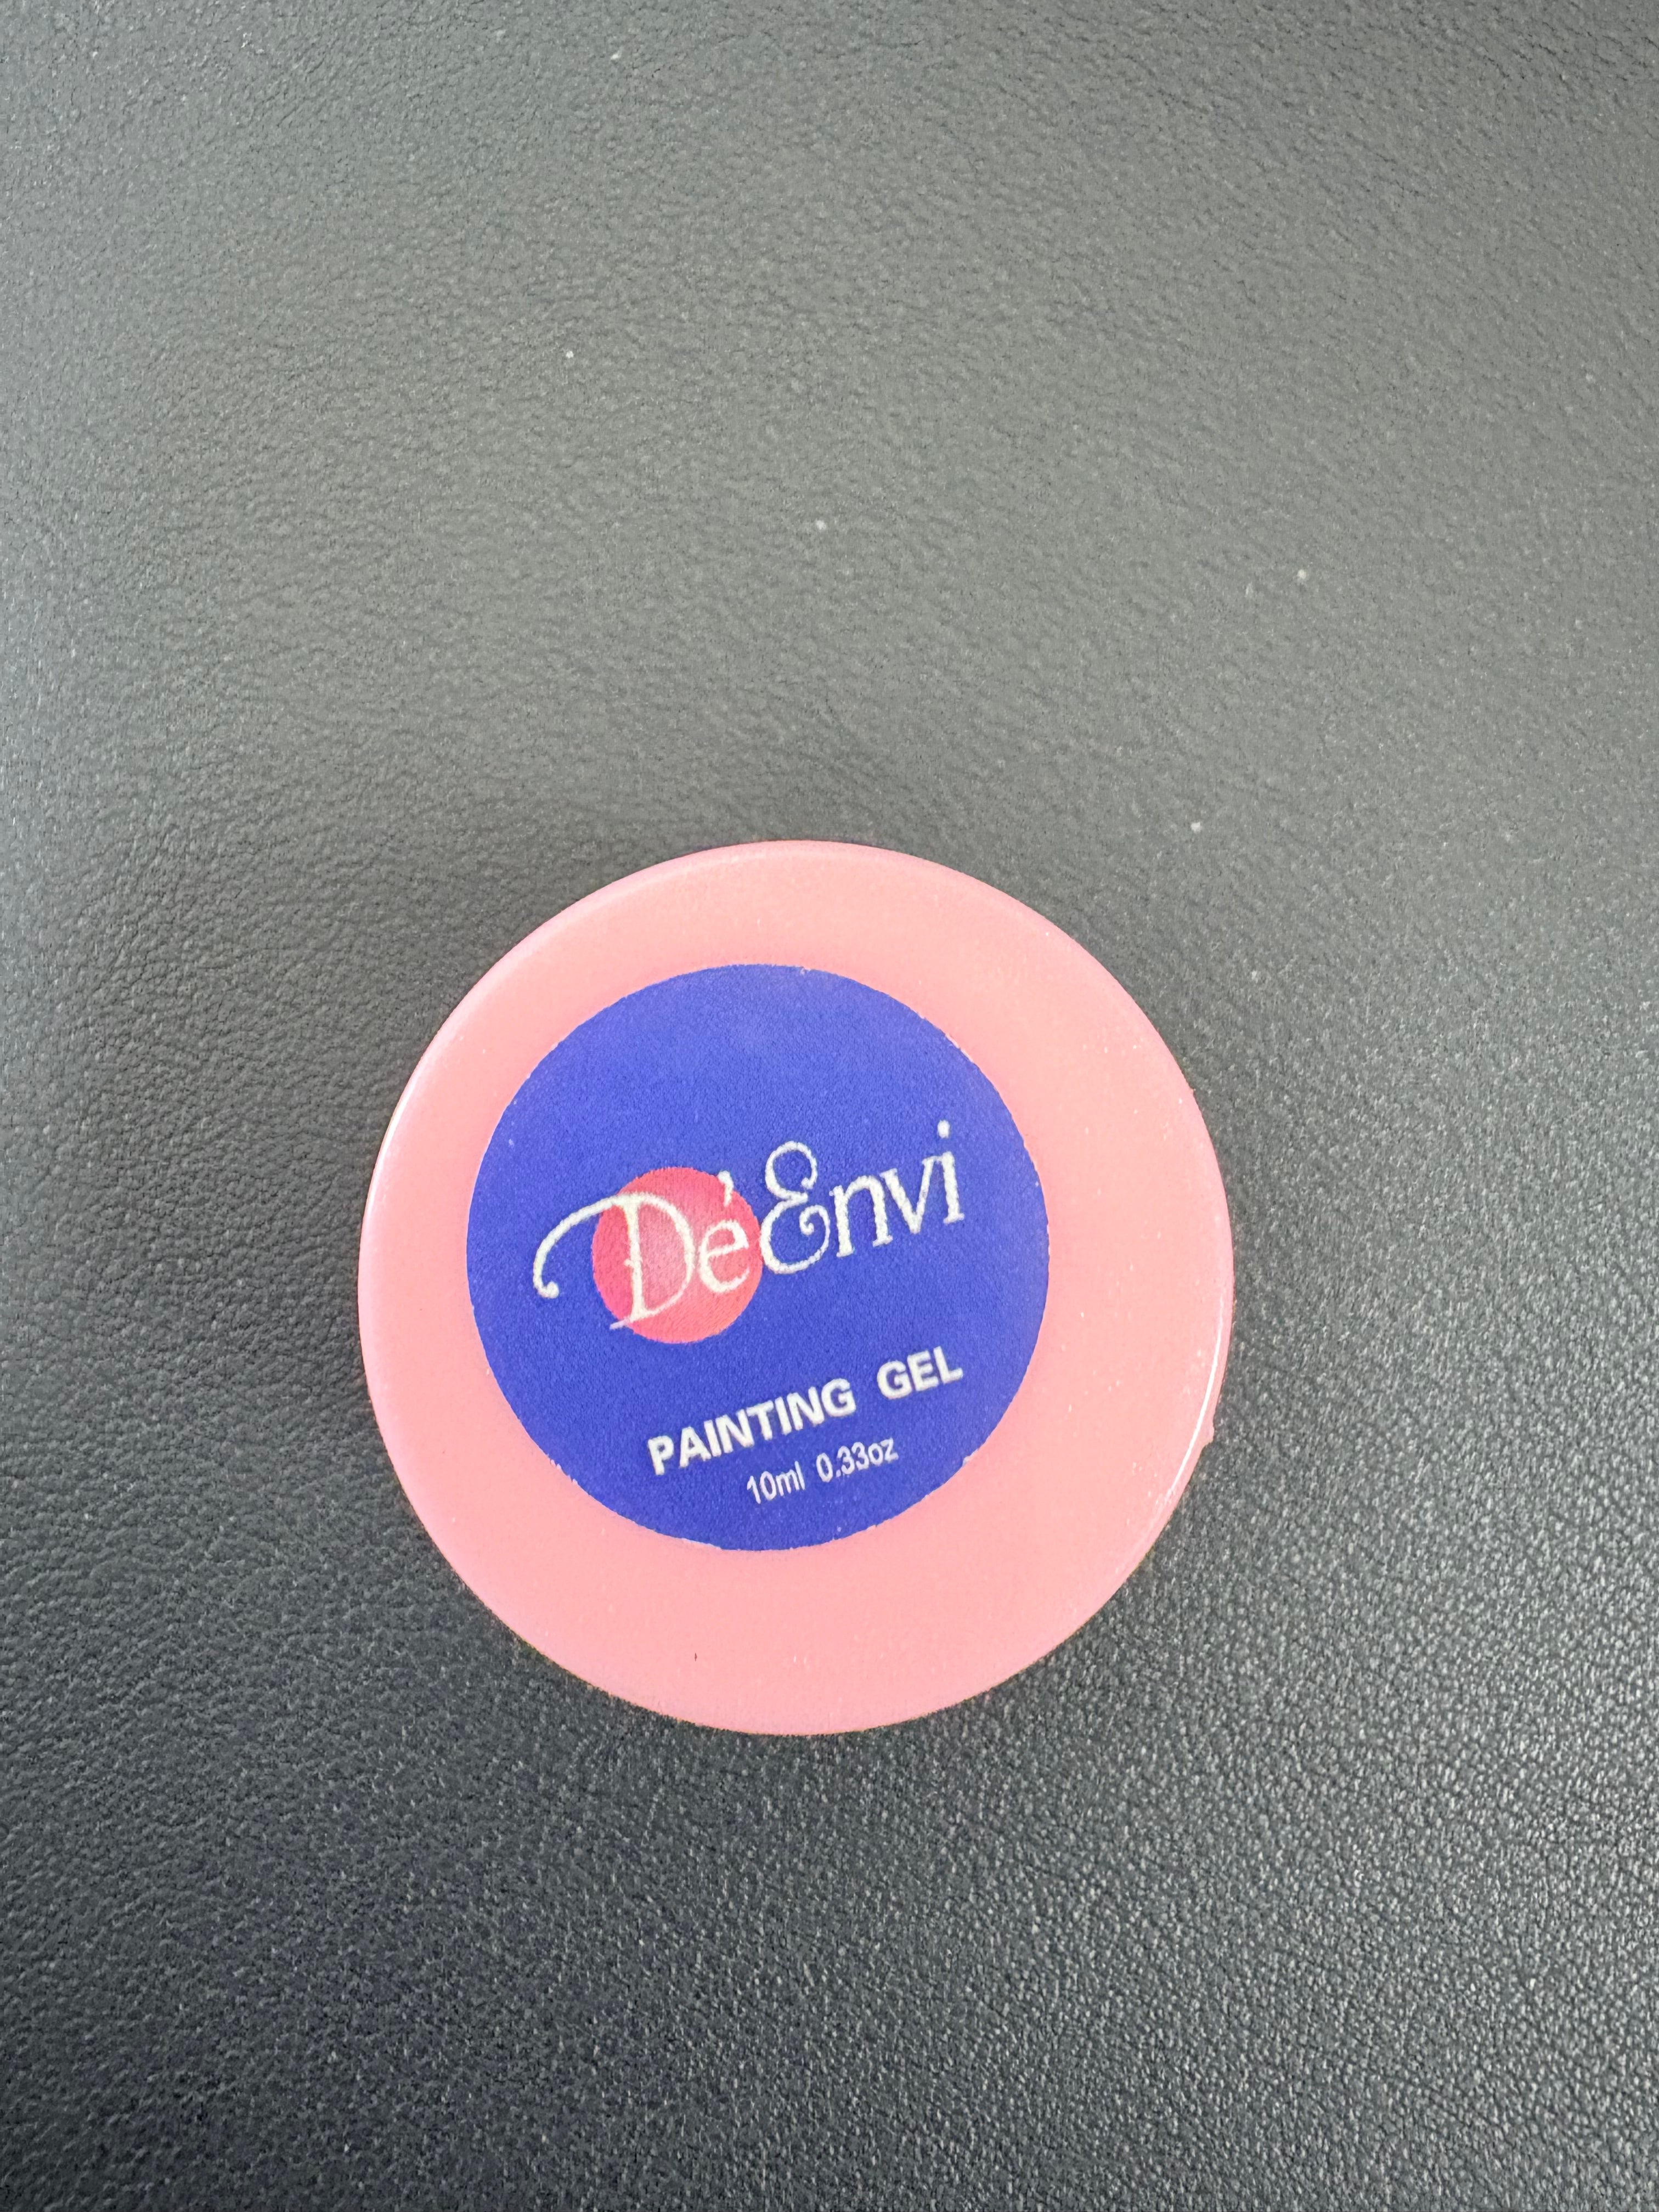 Dé Envi
PAINTING GEL
10ml 0.33oz